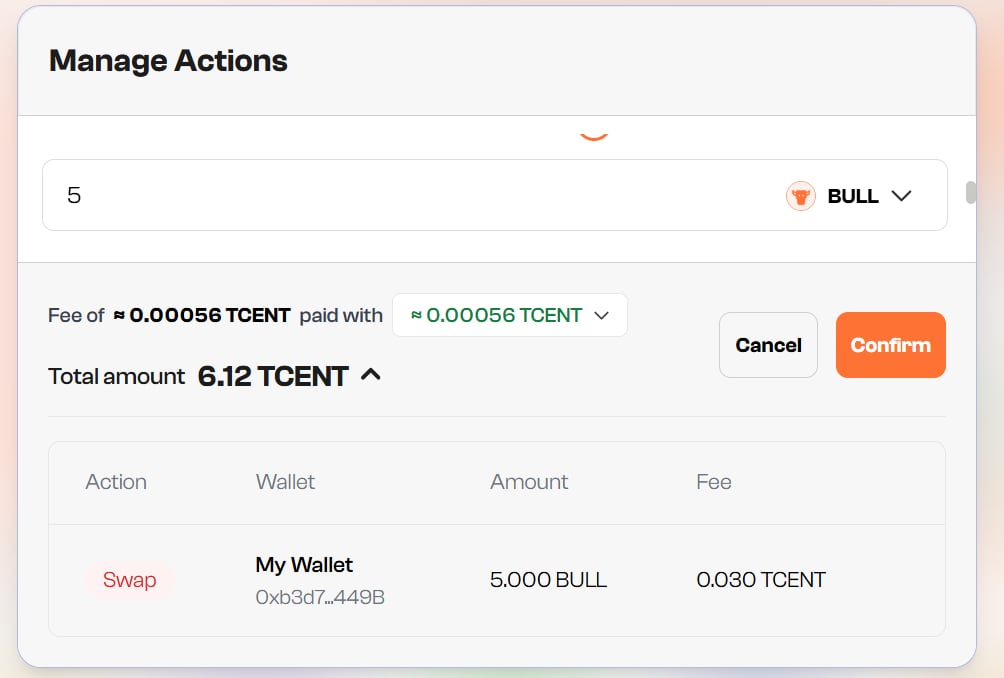 Manage Actions
5 BULL
Fee of ≈ 0.00056 TCENT paid with ≈ 0.00056 TCENT
Cancel Confirm
Total amount 6.12 TCENT
Action Wallet Amount Fee
Swap My Wallet 5.000 BULL 0.030 TCENT
0xb3d7...449B